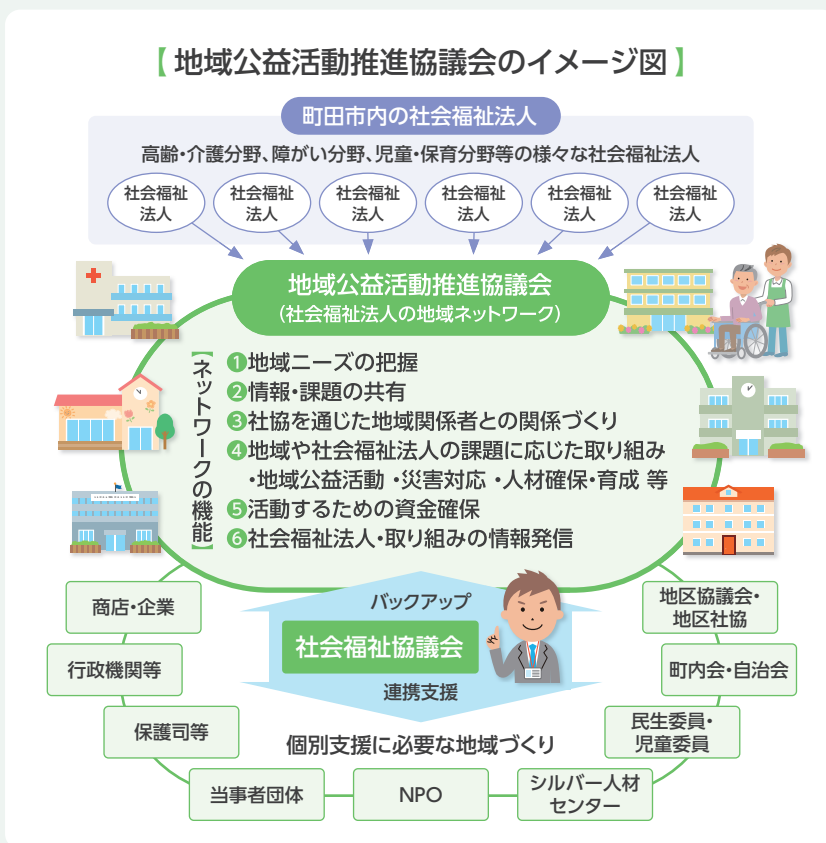 【地域公益活動推進協議会のイメージ図】
町田市内の社会福祉法人
高齢・介護分野、障がい分野、児童・保育分野等の様々な社会福祉法人
社会福祉
法人
社会福祉
法人
社会福祉
法人
社会福祉
法人
社会福祉
法人
社会福祉
法人
地域公益活動推進協議会
(社会福祉法人の地域ネットワーク)
【ネットワークの機能】
❶地域ニーズの把握
❷情報・課題の共有
❸社協を通じた地域関係者との関係づくり
❹地域や社会福祉法人の課題に応じた取り組み
・地域公益活動 ・災害対応 ・人材確保・育成 等
❺活動するための資金確保
❻社会福祉法人・取り組みの情報発信
バックアップ
社会福祉協議会
連携支援
個別支援に必要な地域づくり
商店・企業
行政機関等
保護司等
当事者団体
NPO
シルバー人材
センター
民生委員・
児童委員
町内会・自治会
地区協議会・
地区社協